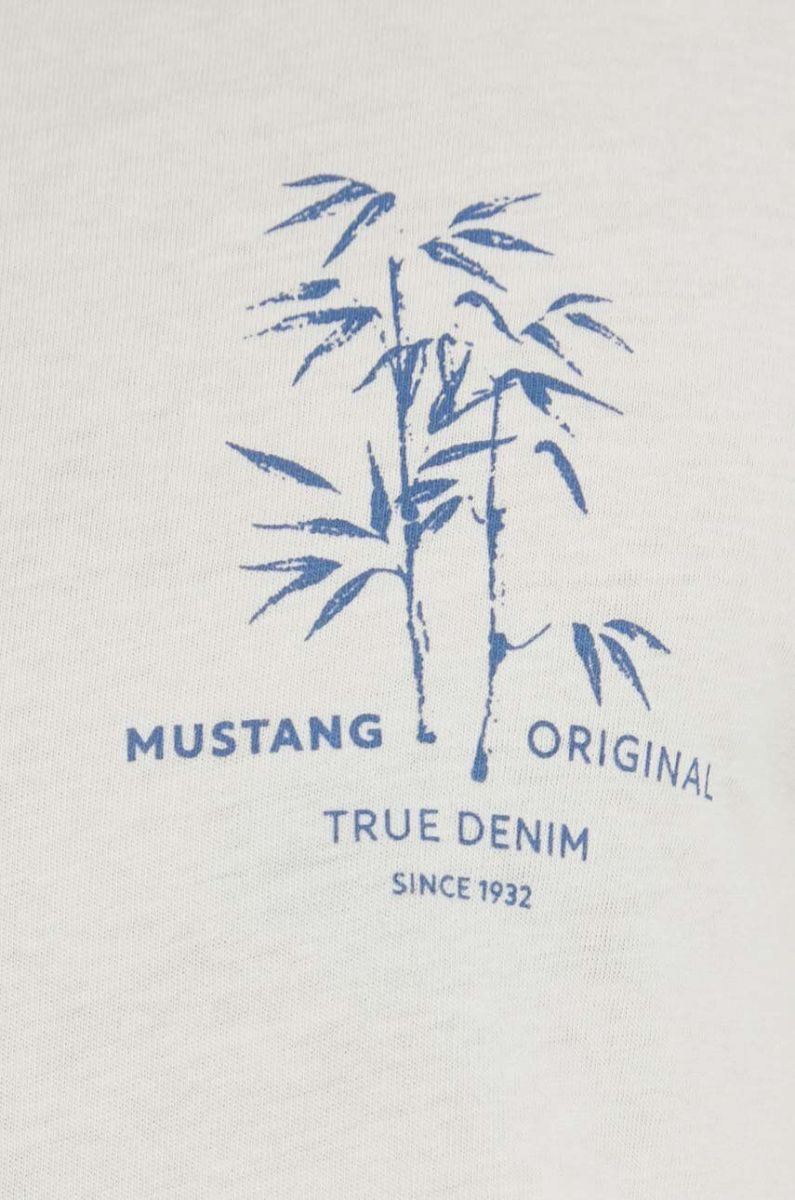 MUSTANG ORIGINAL
TRUE DENIM
SINCE 1932